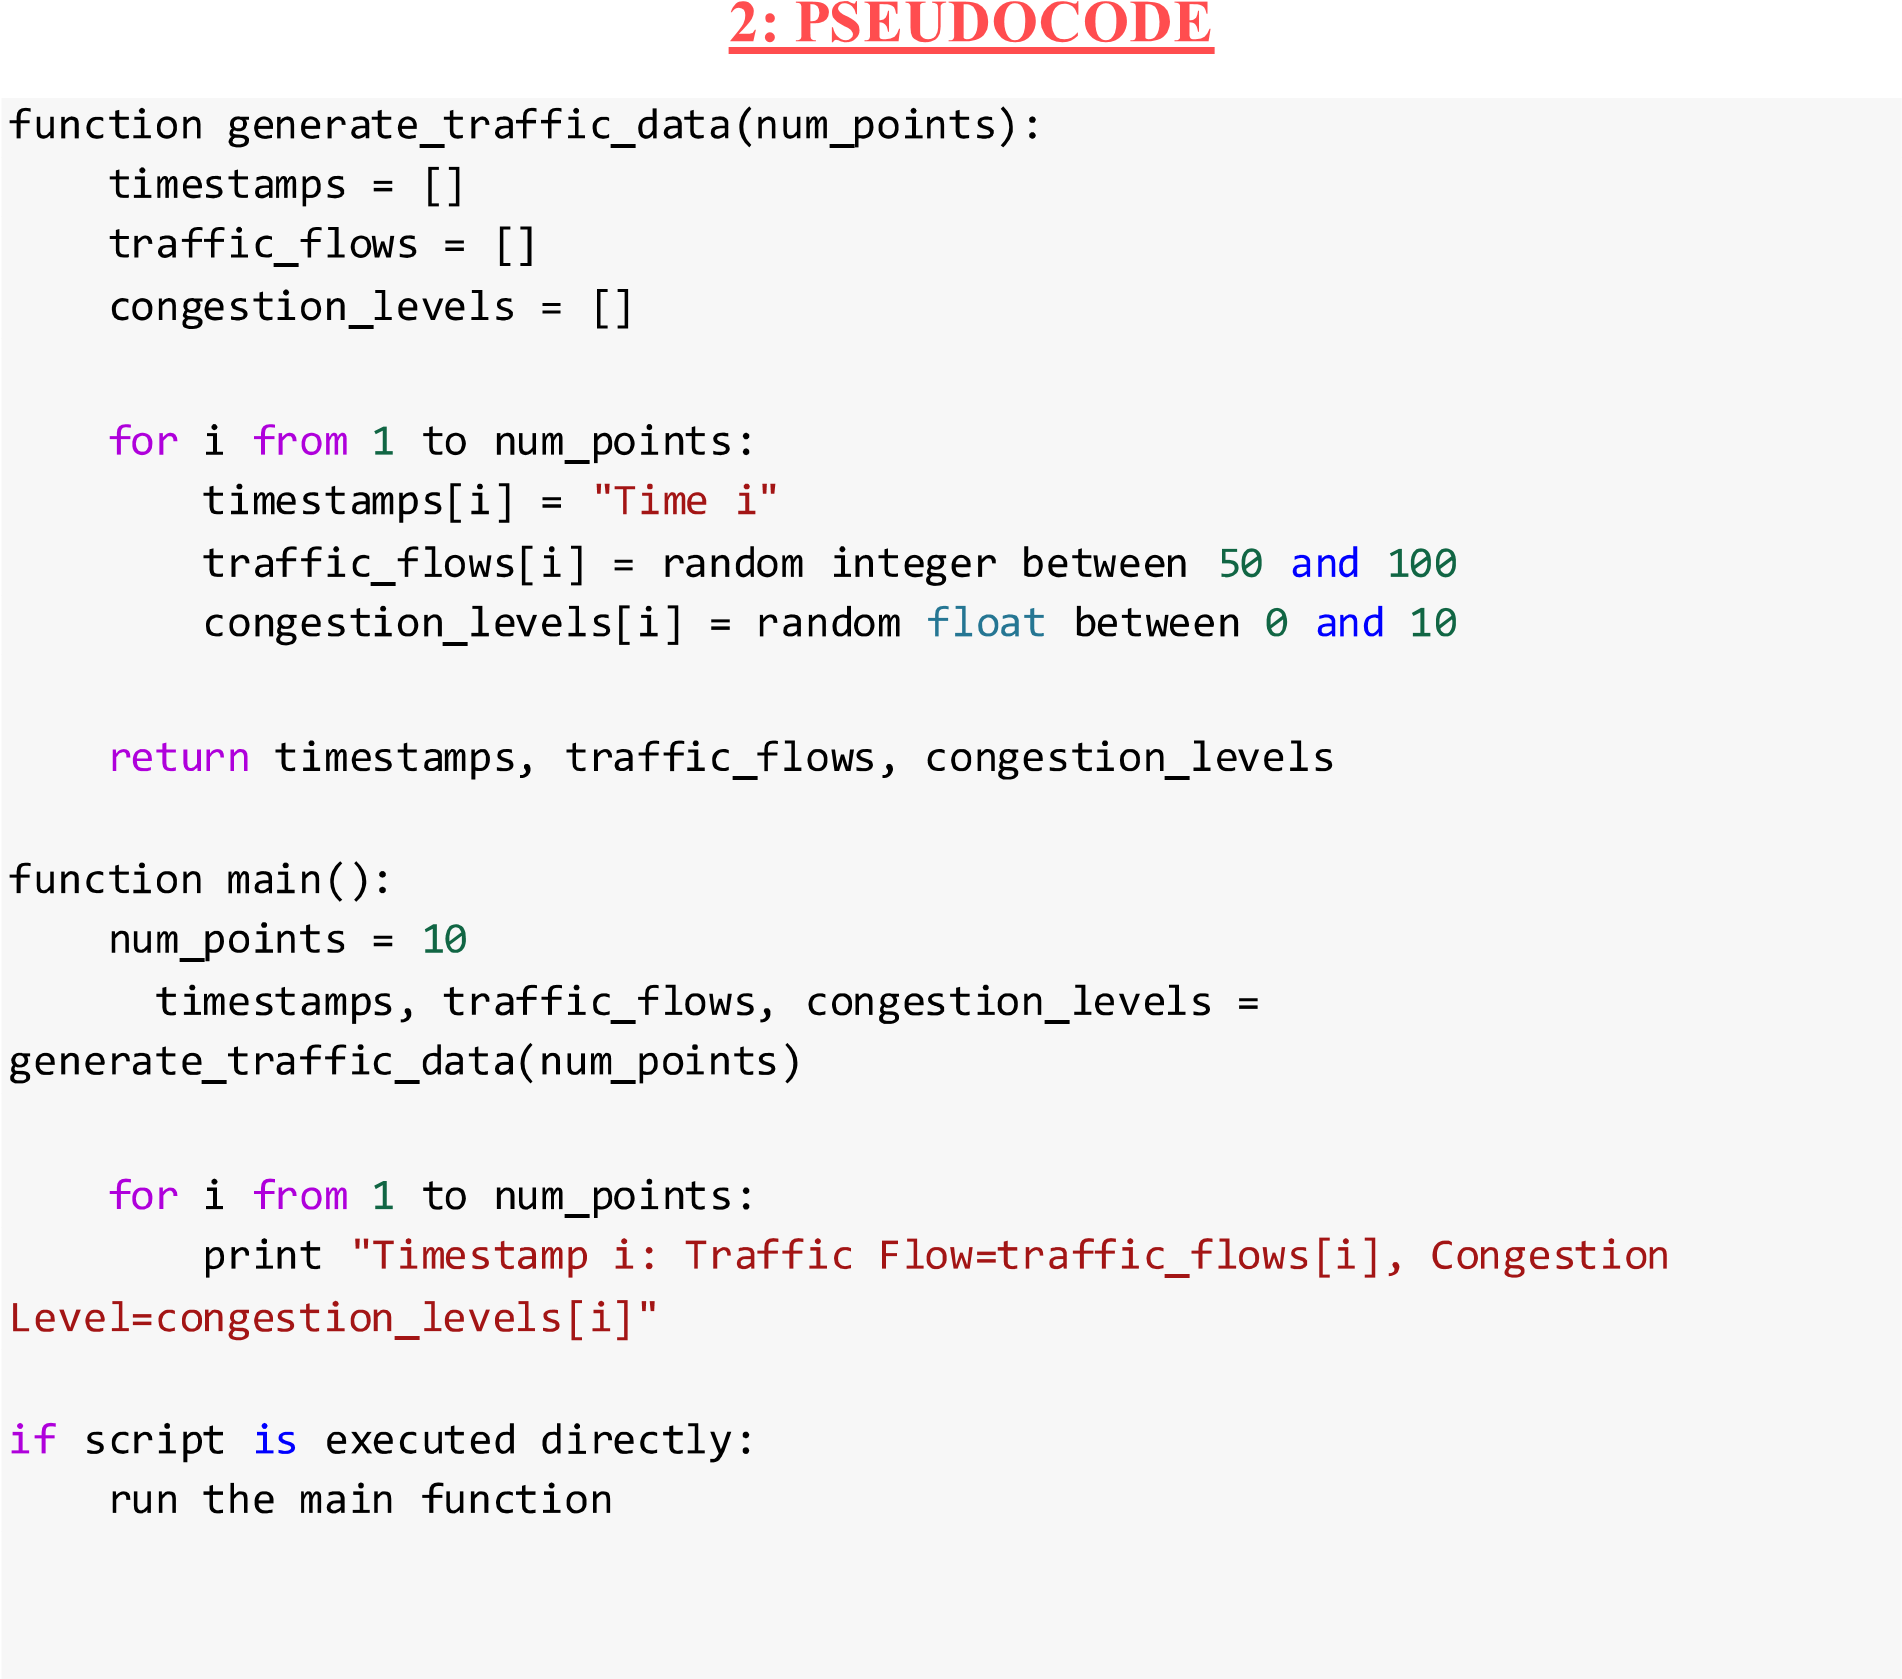 2: PSEUDOCODE
function generate_traffic_data(num_points):
    timestamps = []
    traffic_flows = []
    congestion_levels = []
    for i from 1 to num_points:
        timestamps[i] = "Time i"
        traffic_flows[i] = random integer between 50 and 100
        congestion_levels[i] = random float between 0 and 10
    return timestamps, traffic_flows, congestion_levels
function main():
    num_points = 10
      timestamps, traffic_flows, congestion_levels =
generate_traffic_data(num_points)
    for i from 1 to num_points:
        print "Timestamp i: Traffic Flow=traffic_flows[i], Congestion
Level=congestion_levels[i]"
if script is executed directly:
    run the main function